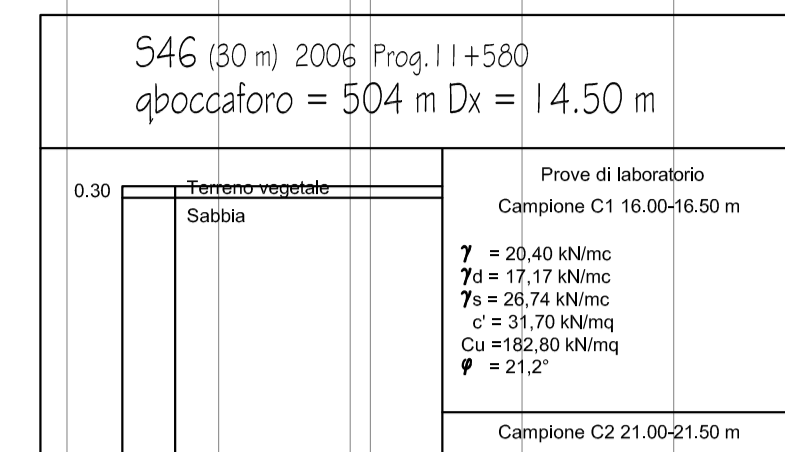 S46 (30 m) 2006 Prog.11+580
qboccaforo = 504 m Dx = 14.50 m
0.30 Terreno vegetale
Sabbia
Prove di laboratorio
Campione C1 16.00-16.50 m
γ = 20,40 kN/mc
γd = 17,17 kN/mc
γs = 26,74 kN/mc
c' = 31,70 kN/mq
Cu =182,80 kN/mq
φ = 21,2°
Campione C2 21.00-21.50 m